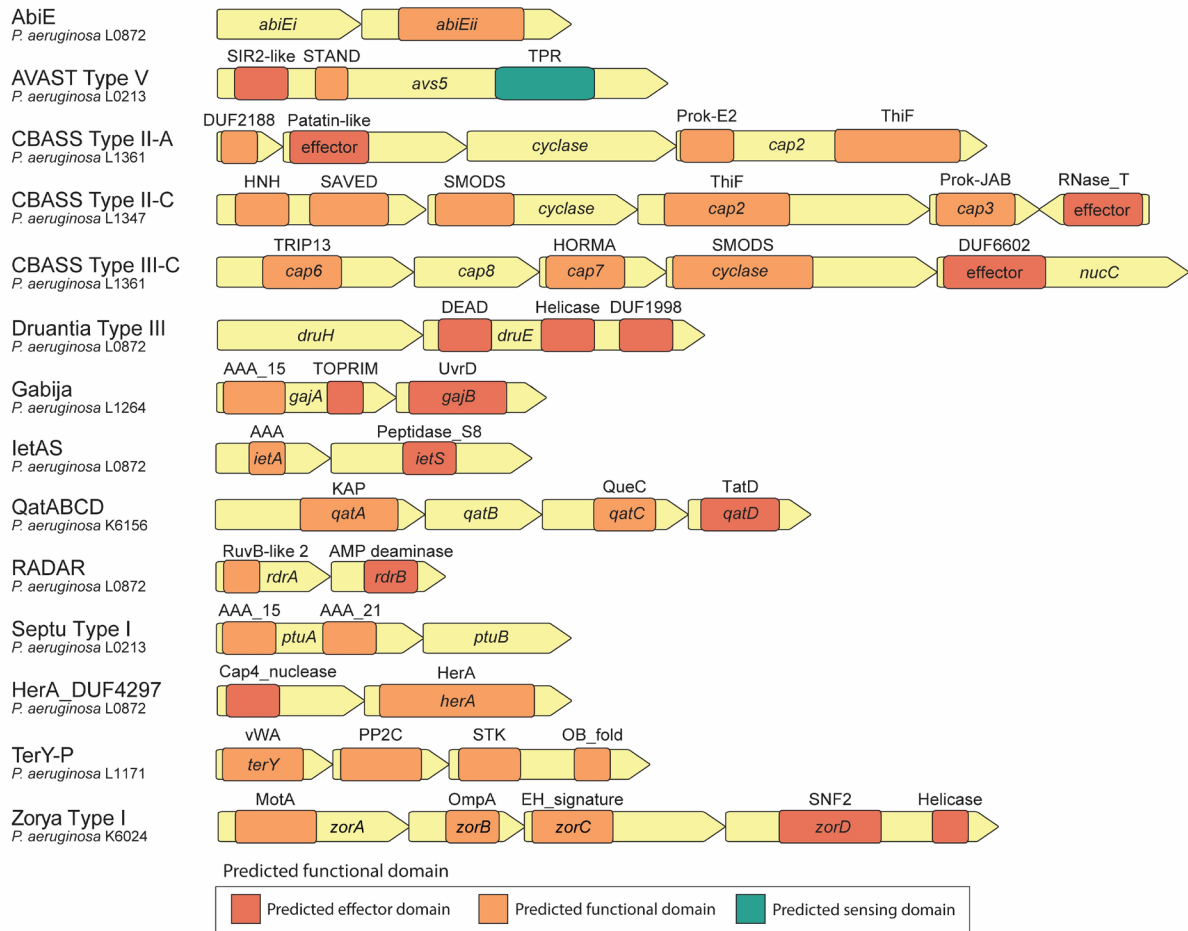 AbiE
P. aeruginosa L0872
abiEi abiEii
SIR2-like STAND TPR
AVAST Type V
P. aeruginosa L0213
avs5
DUF2188 Patatin-like Prok-E2 ThiF
CBASS Type II-A
P. aeruginosa L1361
effector cyclase cap2
HNH SAVED SMODS ThiF Prok-JAB RNase_T
CBASS Type II-C
P. aeruginosa L1347
cyclase cap2 cap3 effector
TRIP13 HORMA SMODS DUF6602
CBASS Type III-C
P. aeruginosa L1361
cap6 cap8 cap7 cyclase effector nucC
DEAD Helicase DUF1998
Druantia Type III
P. aeruginosa L0872
druH druE
AAA_15 TOPRIM UvrD
Gabija
P. aeruginosa L1264
gajA gajB
AAA Peptidase_S8
IetAS
P. aeruginosa L0872
ietA ietS
KAP QueC TatD
QatABCD
P. aeruginosa K6156
qatA qatB qatC qatD
RuvB-like 2 AMP deaminase
RADAR
P. aeruginosa L0872
rdrA rdrB
AAA_15 AAA_21
Septu Type I
P. aeruginosa L0213
ptuA ptuB
Cap4_nuclease HerA
HerA_DUF4297
P. aeruginosa L0872
herA
vWA PP2C STK OB_fold
TerY-P
P. aeruginosa L1171
terY
MotA OmpA EH_signature SNF2 Helicase
Zorya Type I
P. aeruginosa K6024
zorA zorB zorC zorD
Predicted functional domain
Predicted effector domain Predicted functional domain Predicted sensing domain